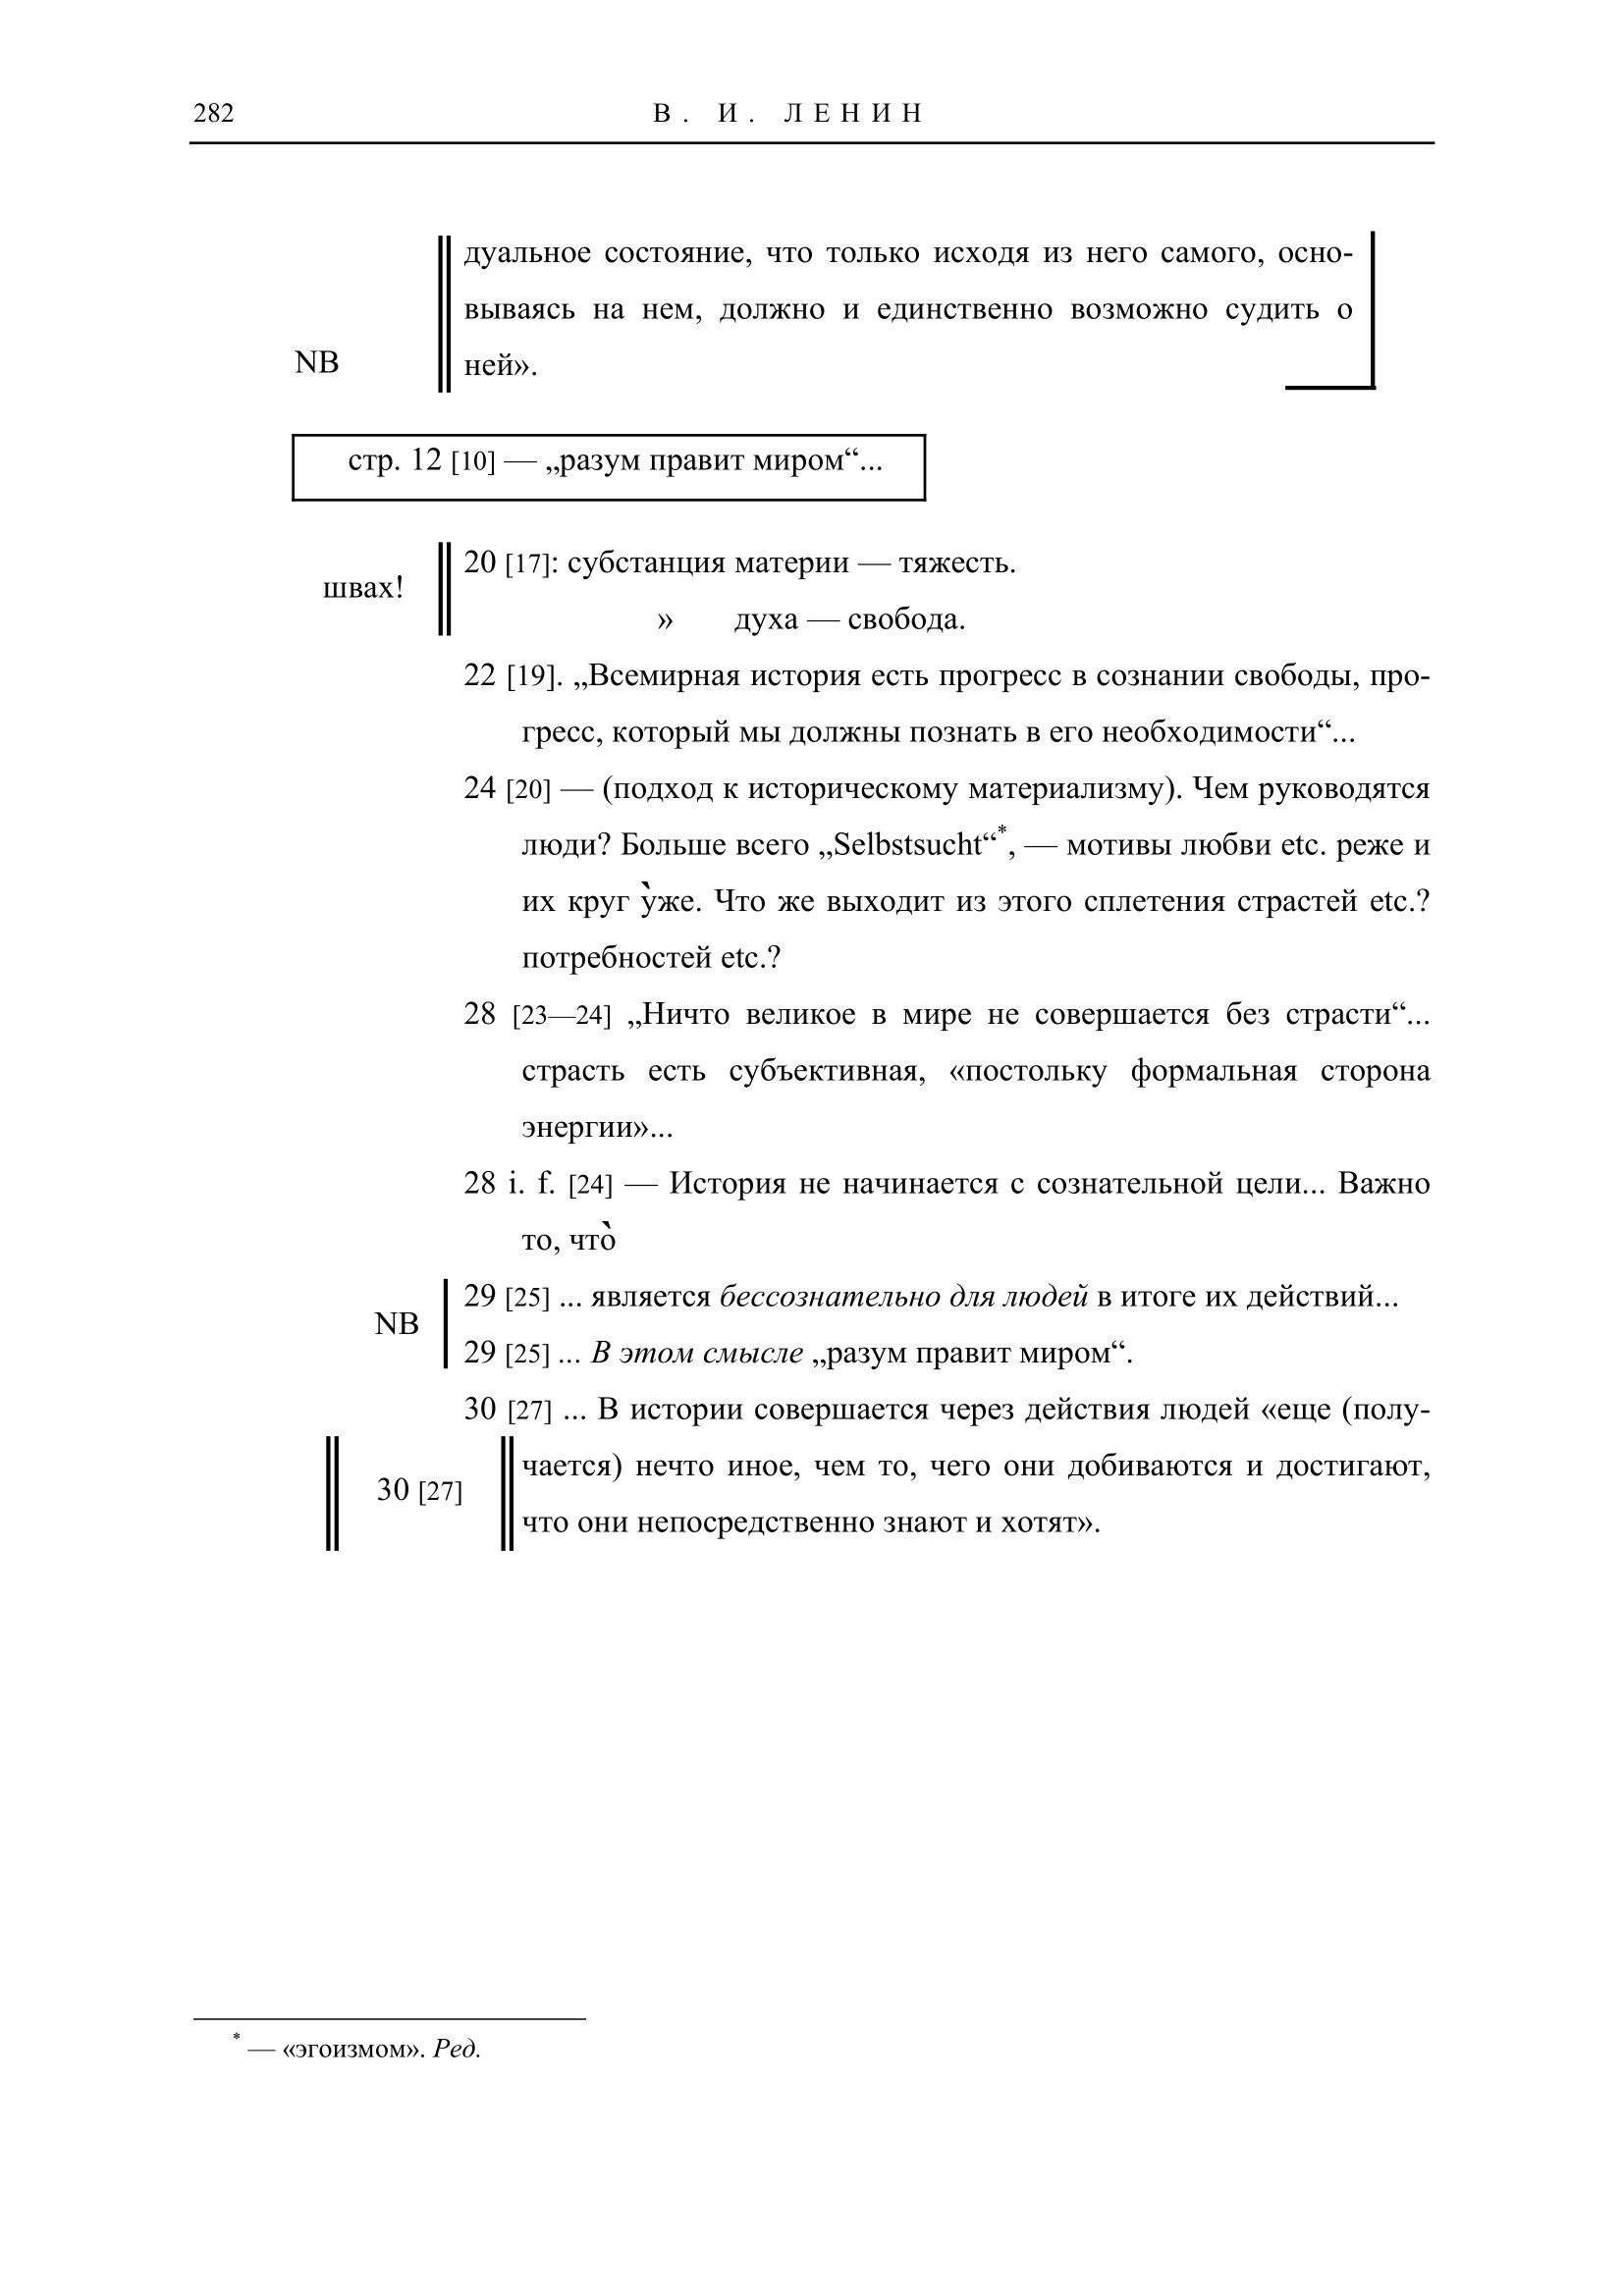 282 В. И. ЛЕНИН
дуальное состояние, что только исходя из него самого, осно-
вываясь на нем, должно и единственно возможно судить о
NB ней».
стр. 12 [10] — „разум правит миром“...
швах!
20 [17]: субстанция материи — тяжесть.
» духа — свобода.
22 [19]. „Всемирная история есть прогресс в сознании свободы, про-
гресс, который мы должны познать в его необходимости“...
24 [20] — (подход к историческому материализму). Чем руководятся
люди? Больше всего „Selbstsucht“*, — мотивы любви etc. реже и
их круг у̀же. Что же выходит из этого сплетения страстей etc.?
потребностей etc.?
28 [23—24] „Ничто великое в мире не совершается без страсти“...
страсть есть субъективная, «постольку формальная сторона
энергии»...
28 i. f. [24] — История не начинается с сознательной цели... Важно
то, что̀
NB
29 [25] ... является бессознательно для людей в итоге их действий...
29 [25] ... В этом смысле „разум правит миром“.
30 [27] ... В истории совершается через действия людей «еще (полу-
30 [27]
чается) нечто иное, чем то, чего они добиваются и достигают,
что они непосредственно знают и хотят».
* — «эгоизмом». Ред.